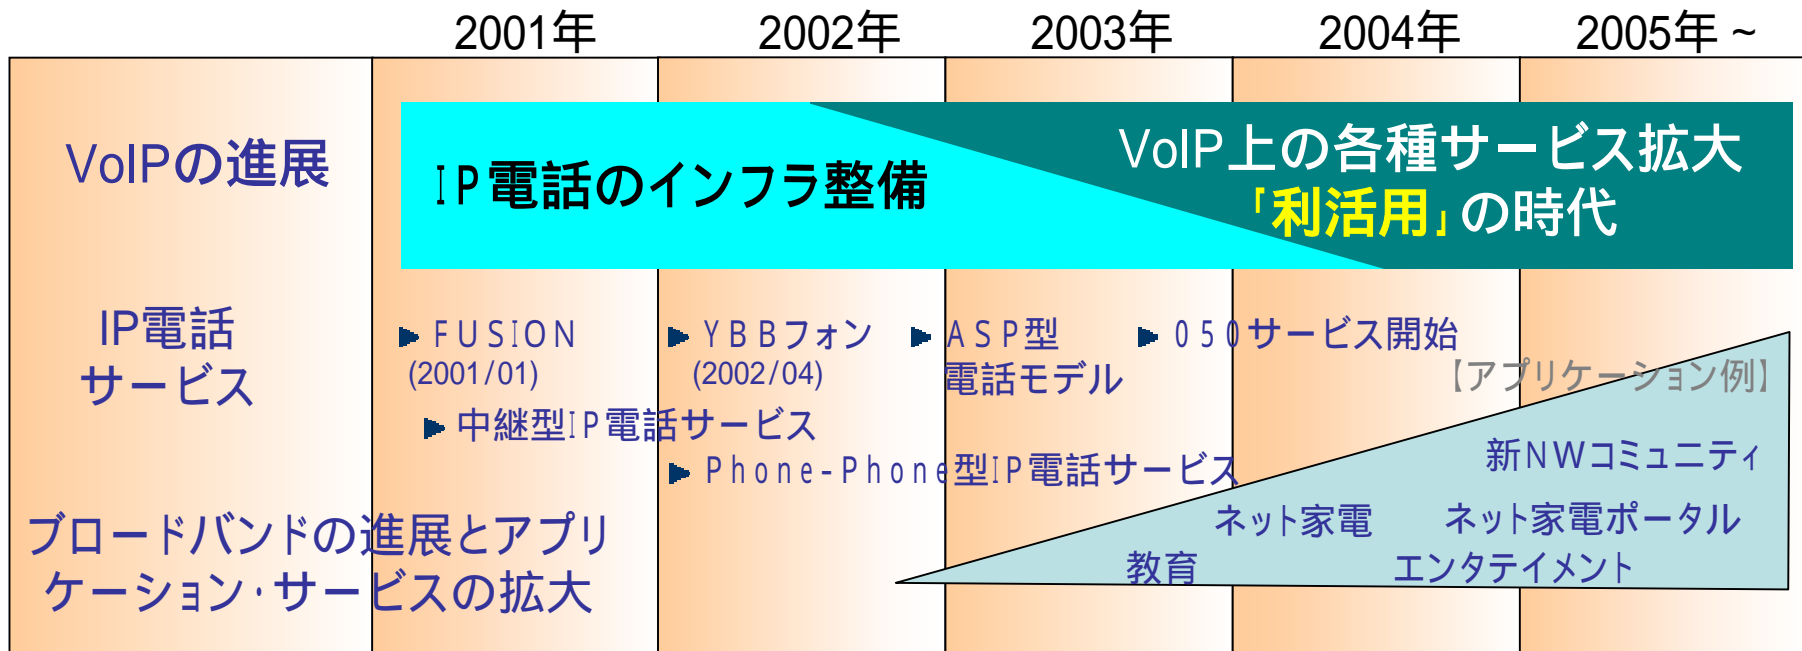 2001年 2002年 2003年 2004年 2005年 ~
VoIPの進展
IP電話のインフラ整備
VoIP上の各種サービス拡大
「利活用」の時代
IP電話
サービス
FUSION
(2001/01)
YBBフォン
(2002/04)
ASP型
電話モデル
050サービス開始
中継型IP電話サービス
Phone-Phone型IP電話サービス
【アプリケーション例】
新NWコミュニティ
ネット家電 ネット家電ポータル
教育 エンタテイメント
ブロードバンドの進展とアプリ
ケーション・サービスの拡大